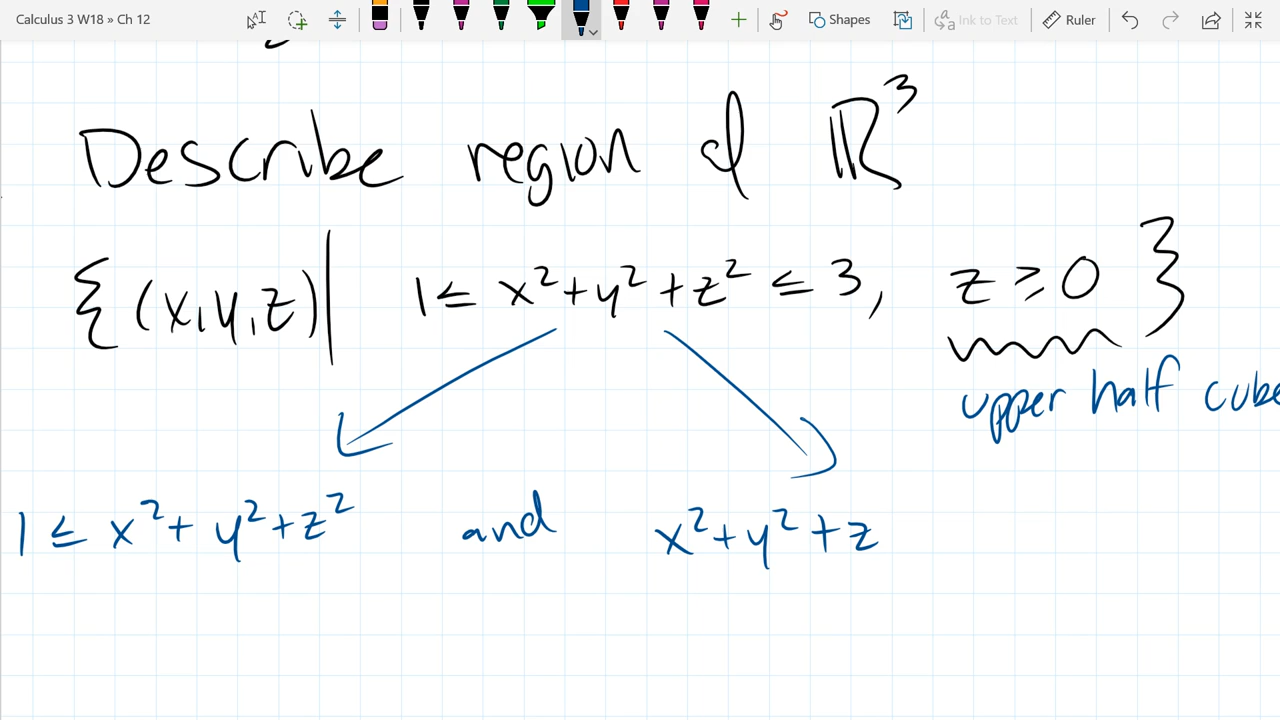 Calculus 3 W18 » Ch 12
Shapes
Ink to Text
Ruler
Describe region of ℝ³
{(x,y,z)| 1 ≤ x²+y²+z² ≤ 3, z ≥ 0}
upper half cube
1 ≤ x²+y²+z² and x²+y²+z